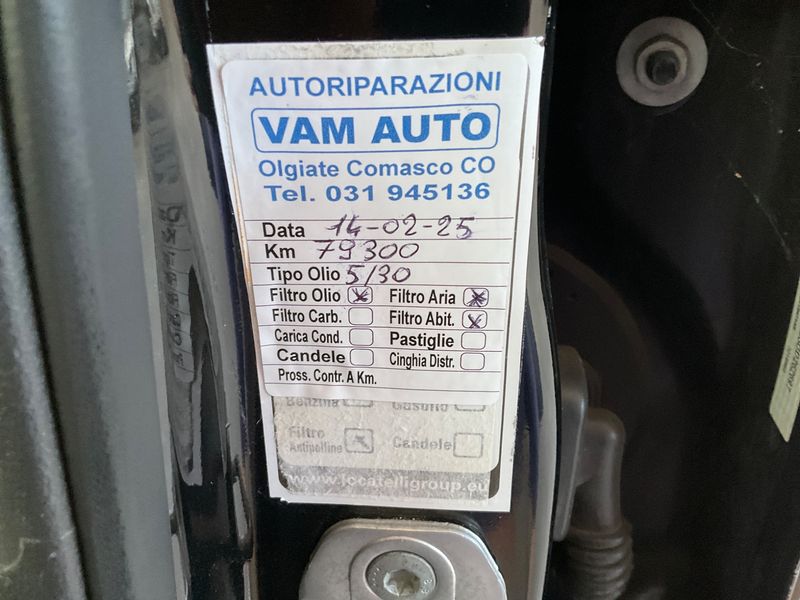 AUTORIPARAZIONI
VAM AUTO
Olgiate Comasco CO
Tel. 031 945136
Data 14-02-25
Km 79300
Tipo Olio 5/30
Filtro Olio Filtro Aria
Filtro Carb. Filtro Abit.
Carica Cond. Pastiglie
Candele Cinghia Distr.
Pross. Contr. A Km.
Benzina Gasolio
Filtro
Antipolline Candele
www.locatelligroup.eu